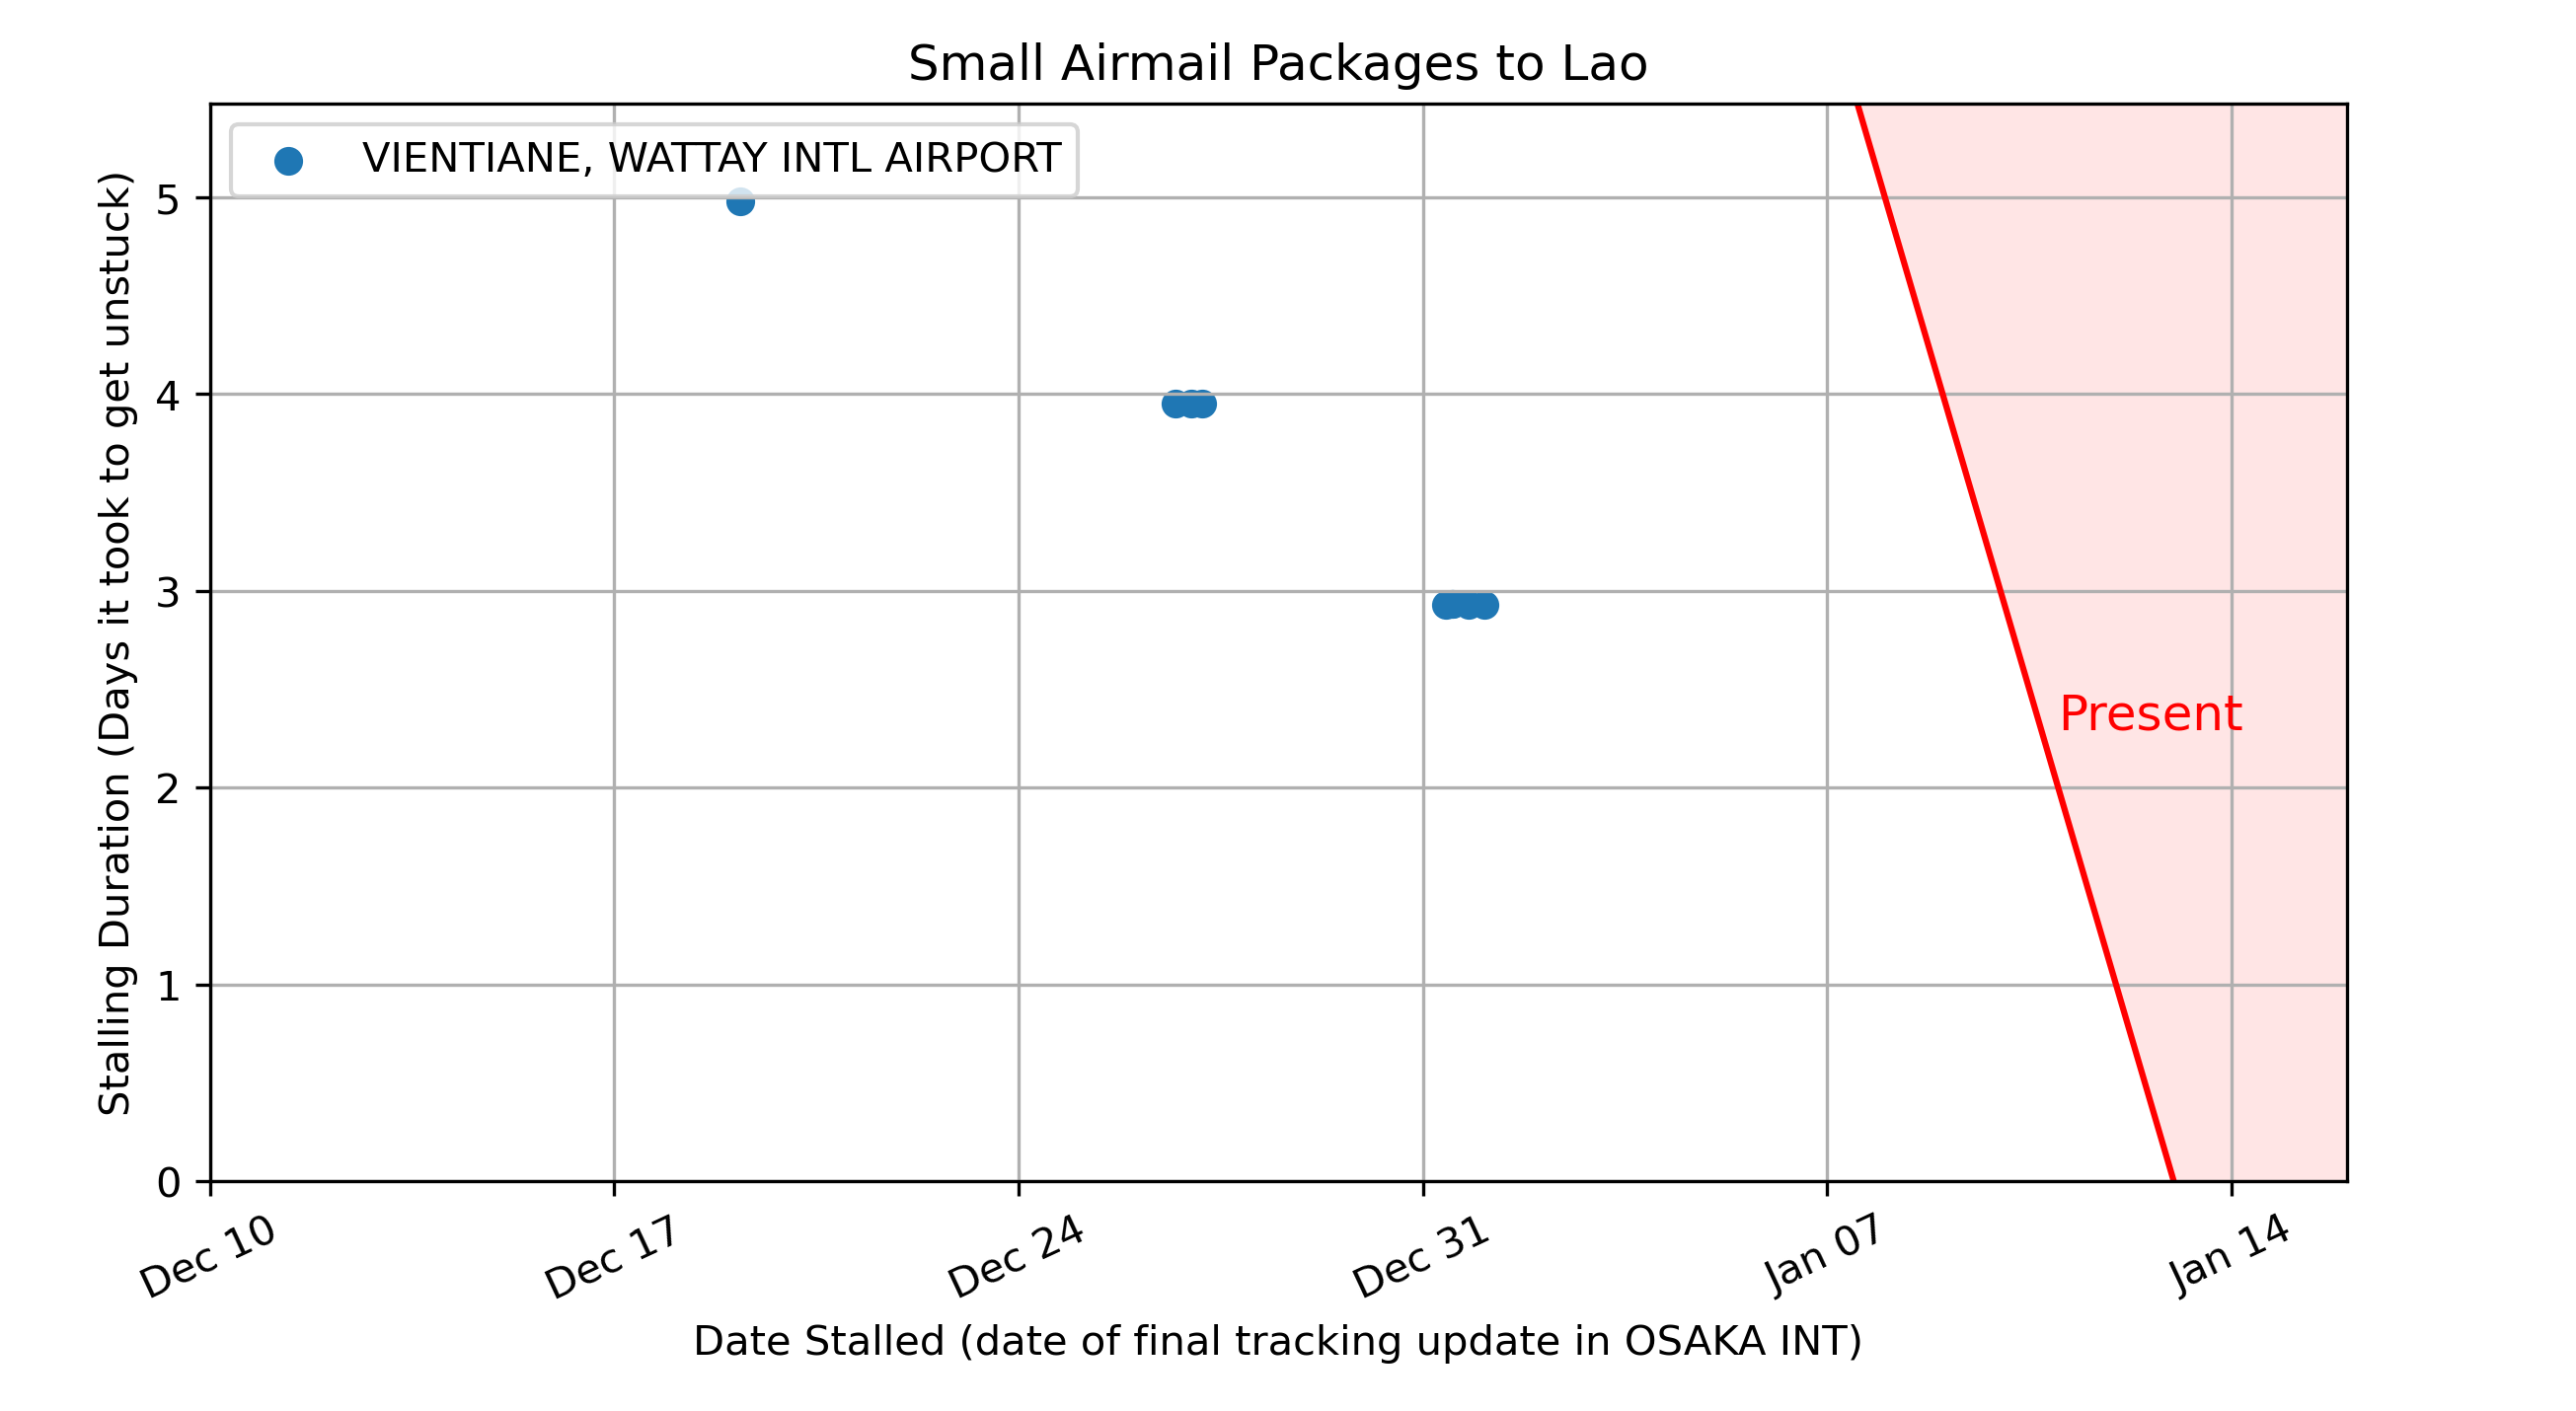 Small Airmail Packages to Lao
VIENTIANE, WATTAY INTL AIRPORT
Stalling Duration (Days it took to get unstuck)
5
4
3
2
1
0
Present
Dec 10
Dec 17
Dec 24
Dec 31
Jan 07
Jan 14
Date Stalled (date of final tracking update in OSAKA INT)